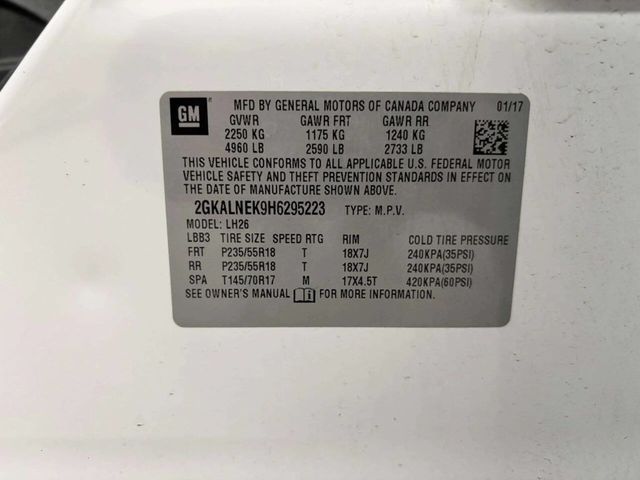 GM MFD BY GENERAL MOTORS OF CANADA COMPANY 01/17
GVWR GAWR FRT GAWR RR
2250 KG 1175 KG 1240 KG
4960 LB 2590 LB 2733 LB
THIS VEHICLE CONFORMS TO ALL APPLICABLE U.S. FEDERAL MOTOR
VEHICLE SAFETY AND THEFT PREVENTION STANDARDS IN EFFECT ON
THE DATE OF MANUFACTURE SHOWN ABOVE.
2GKALNEK9H6295223 TYPE: M.P.V.
MODEL: LH26
LBB3 TIRE SIZE SPEED RTG RIM COLD TIRE PRESSURE
FRT P235/55R18 T 18X7J 240KPA(35PSI)
RR P235/55R18 T 18X7J 240KPA(35PSI)
SPA T145/70R17 M 17X4.5T 420KPA(60PSI)
SEE OWNER'S MANUAL i FOR MORE INFORMATION.